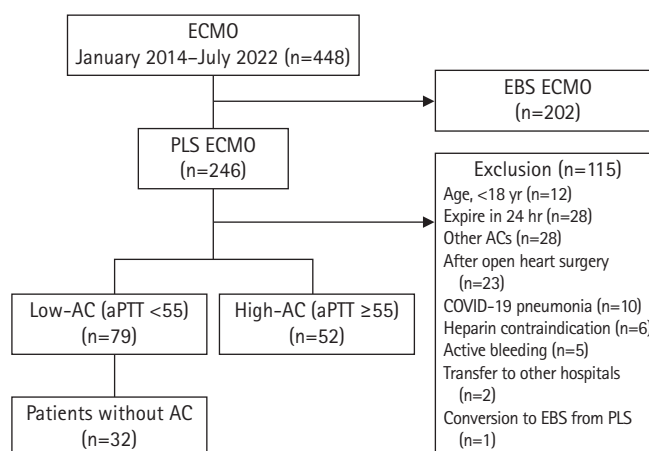 ECMO
January 2014–July 2022 (n=448)
EBS ECMO
(n=202)
PLS ECMO
(n=246)
Exclusion (n=115)
Age, <18 yr (n=12)
Expire in 24 hr (n=28)
Other ACs (n=28)
After open heart surgery
(n=23)
COVID-19 pneumonia (n=10)
Heparin contraindication (n=6)
Active bleeding (n=5)
Transfer to other hospitals
(n=2)
Conversion to EBS from PLS
(n=1)
Low-AC (aPTT <55)
(n=79)
High-AC (aPTT ≥55)
(n=52)
Patients without AC
(n=32)